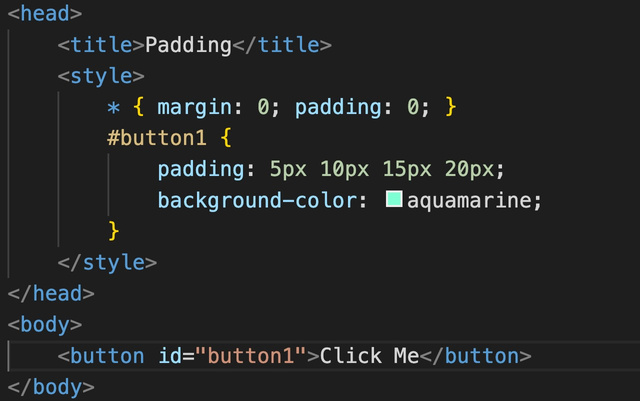 <head>
    <title>Padding</title>
    <style>
        * { margin: 0; padding: 0; }
        #button1 {
            padding: 5px 10px 15px 20px;
            background-color: aquamarine;
        }
    </style>
</head>
<body>
    <button id="button1">Click Me</button>
</body>